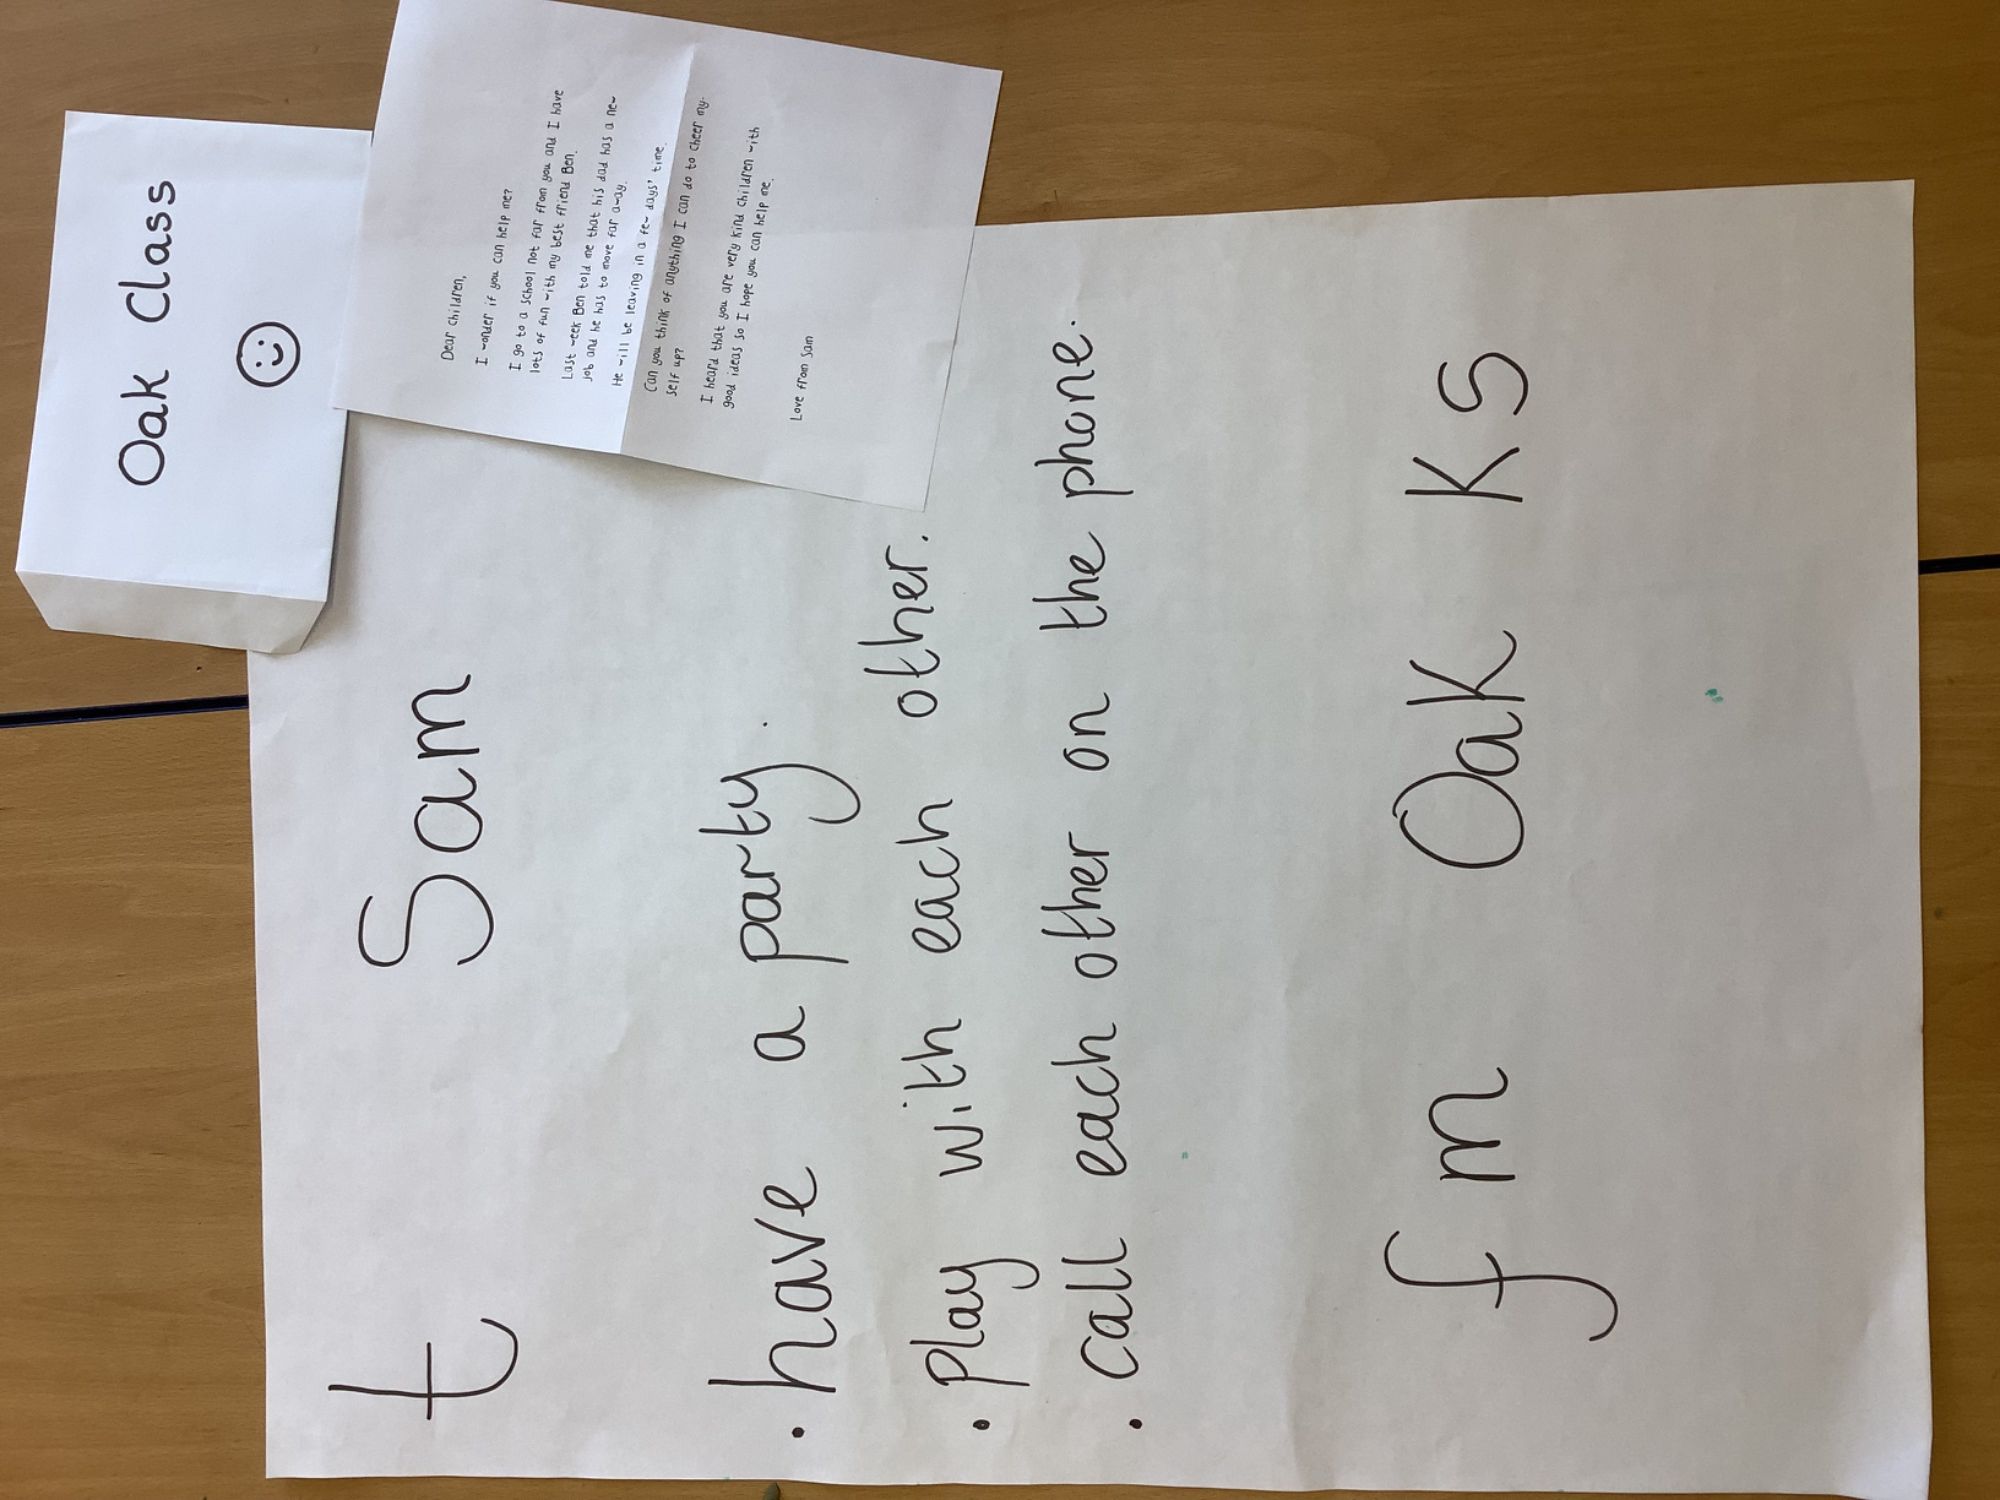 Oak Class
Dear children,
I wonder if you can help me?
I go to a school not far from you and I have
lots of fun with my best friend Ben.
Last week Ben told me that his dad has a new
job and he has to move far away.
He will be leaving in a few days' time.
Can you think of anything I can do to cheer my-
self up?
I heard that you are very kind children with
good ideas so I hope you can help me.
Love from Sam
t Sam
• have a party.
• play with each other.
• call each other on the phone.
f m Oak KS